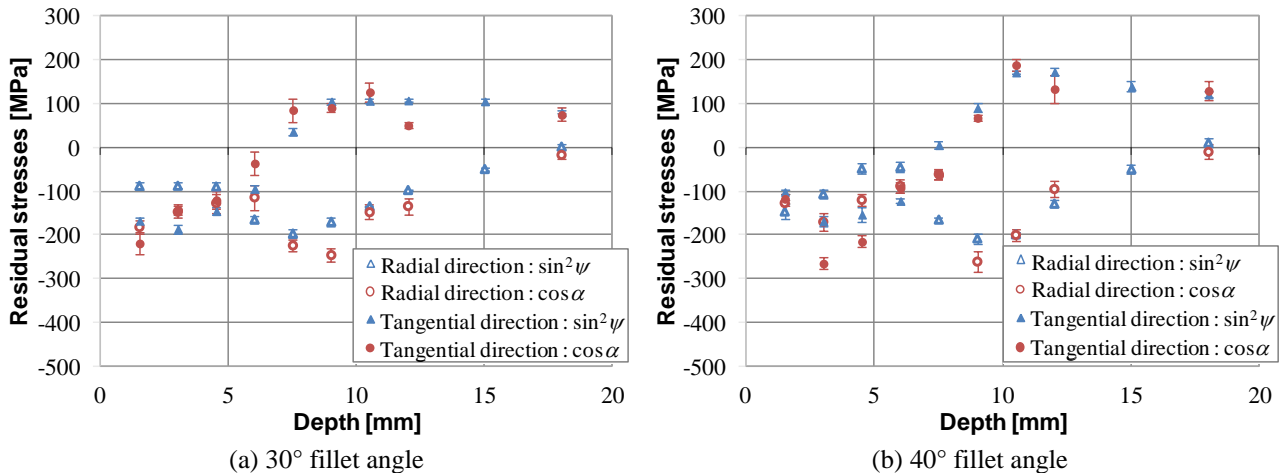 300
200
100
0
-100
-200
-300
-400
-500
0 5 10 15 20
Residual stresses [MPa]
Depth [mm]
Radial direction : sin²ψ
Radial direction : cosα
Tangential direction : sin²ψ
Tangential direction : cosα
(a) 30° fillet angle
300
200
100
0
-100
-200
-300
-400
-500
0 5 10 15 20
Residual stresses [MPa]
Depth [mm]
Radial direction : sin²ψ
Radial direction : cosα
Tangential direction : sin²ψ
Tangential direction : cosα
(b) 40° fillet angle